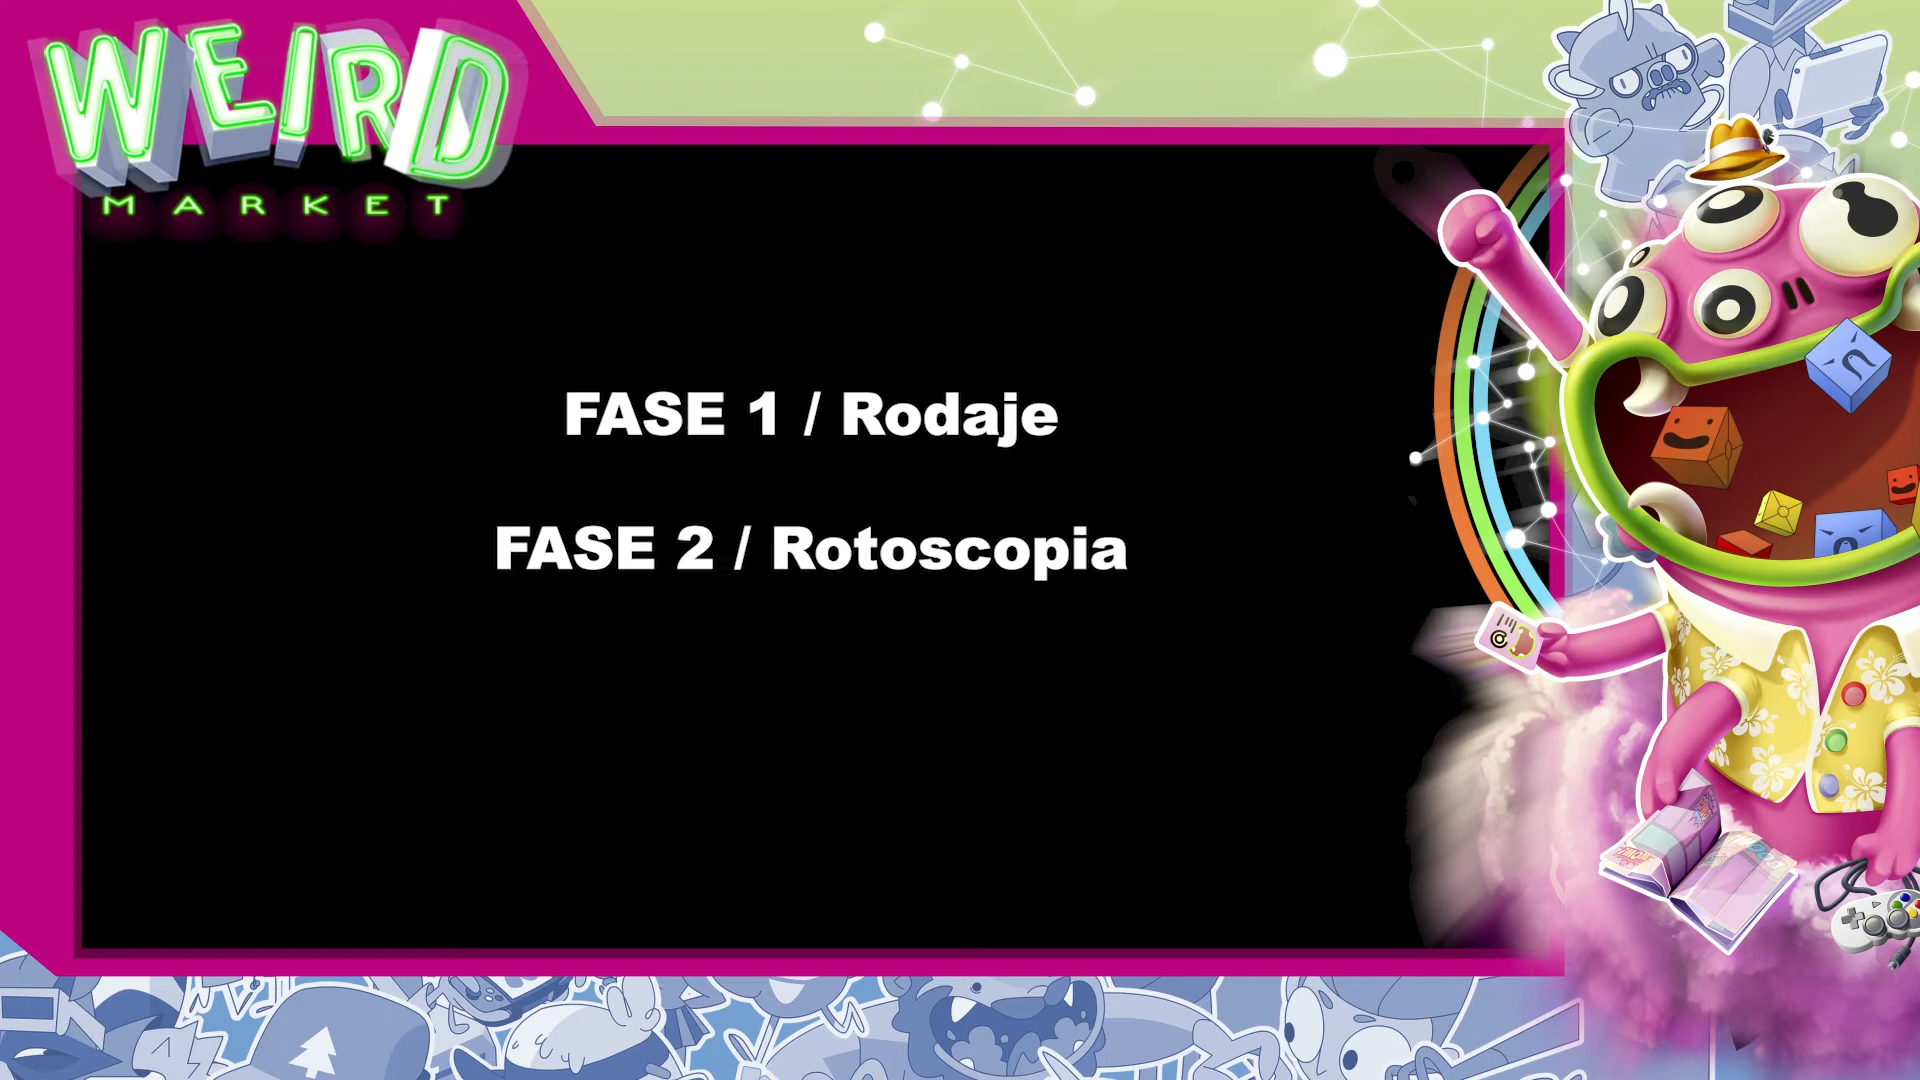 WEIRD
MARKET
FASE 1 / Rodaje
FASE 2 / Rotoscopia
@